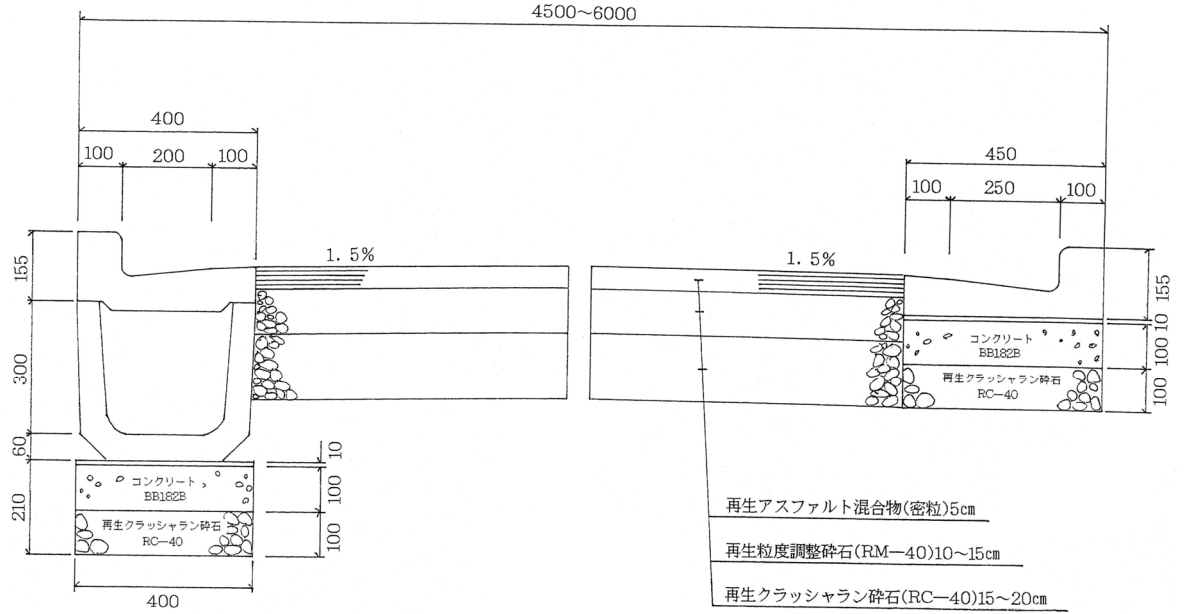 4500～6000
400
100 200 100
450
100 250 100
1.5%
1.5%
155
300
60
210
155
10
100
100
コンクリート
BB182B
再生クラッシャラン砕石
RC－40
10
100
100
コンクリート
BB182B
再生クラッシャラン砕石
RC－40
400
再生アスファルト混合物(密粒)5㎝
再生粒度調整砕石(RM－40)10～15㎝
再生クラッシャラン砕石(RC－40)15～20㎝